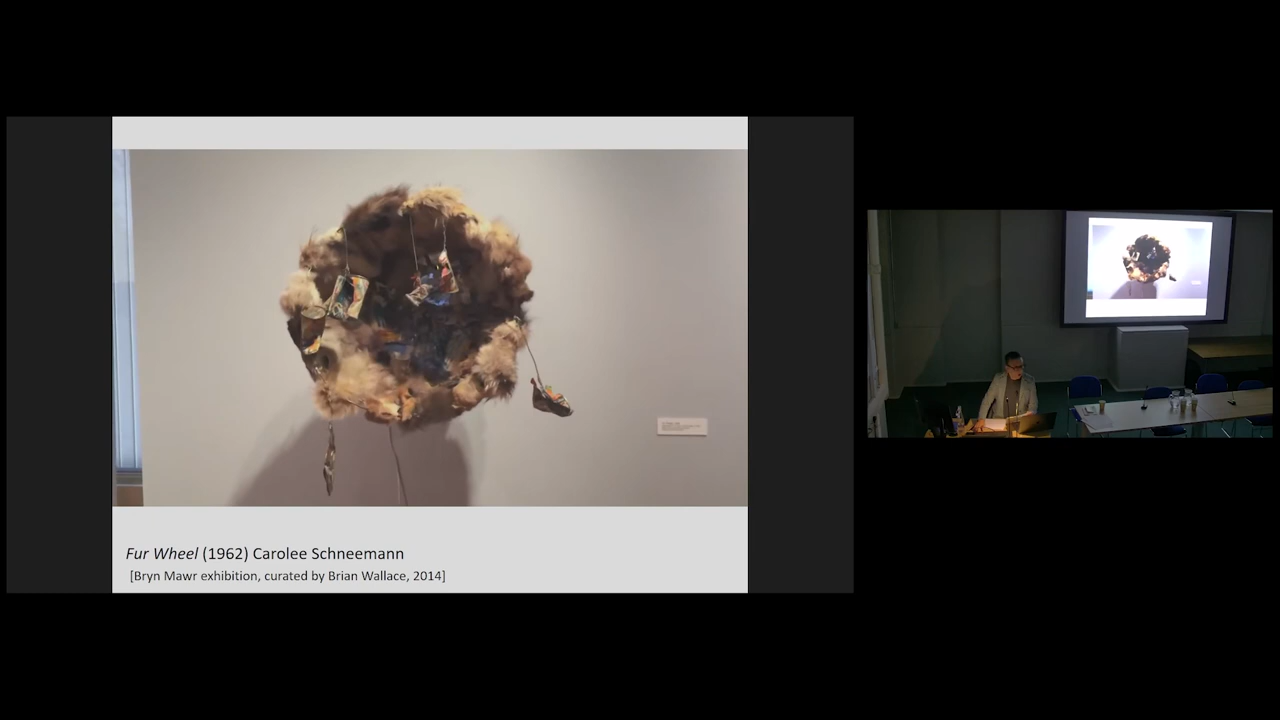 Fur Wheel (1962) Carolee Schneemann
[Bryn Mawr exhibition, curated by Brian Wallace, 2014]